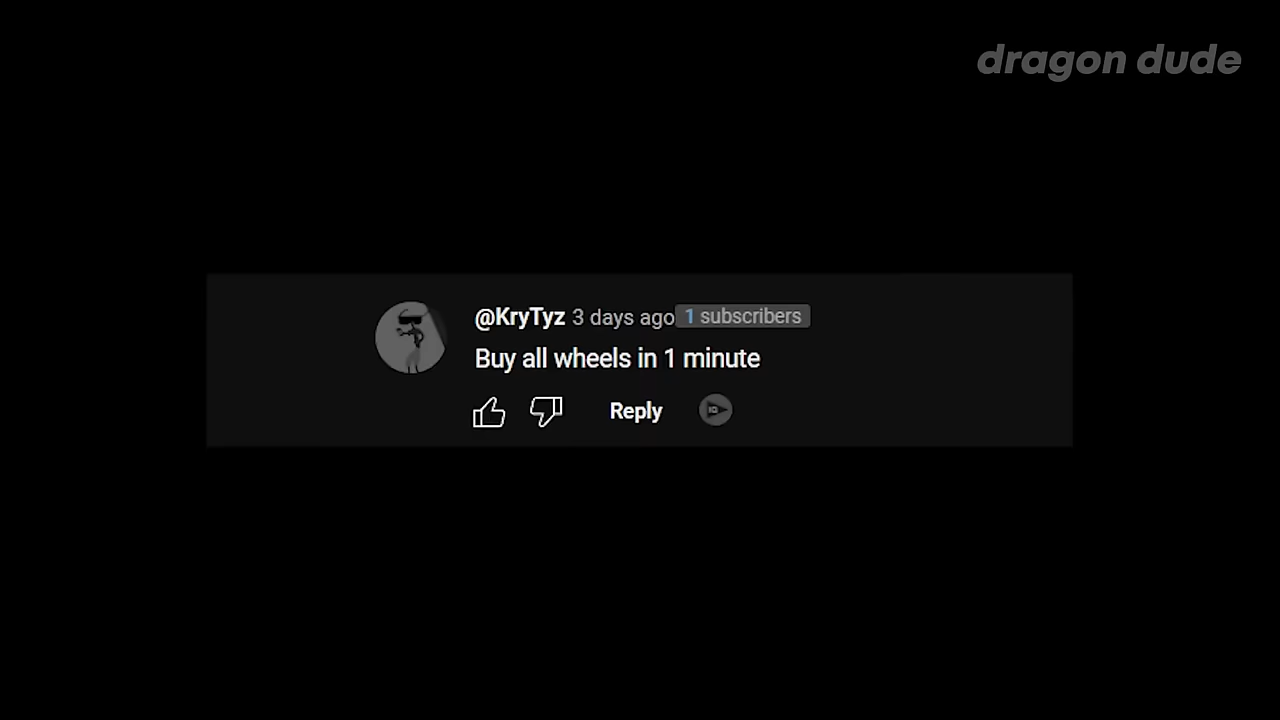 dragon dude
@KryTyz 3 days ago 1 subscribers
Buy all wheels in 1 minute
Reply